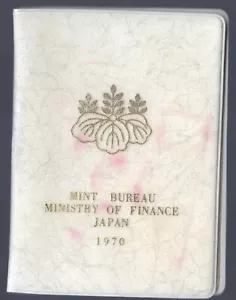 MINT BUREAU
MINISTRY OF FINANCE
JAPAN
1970